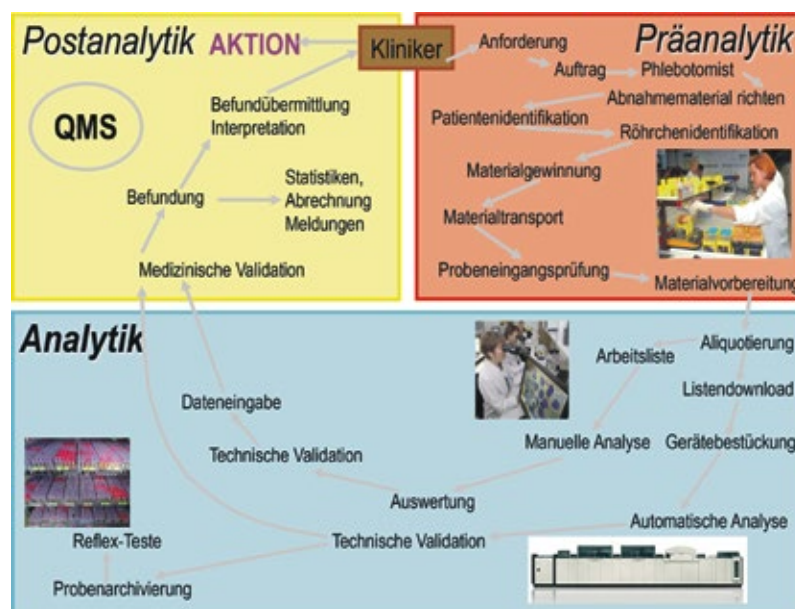 Postanalytik
AKTION
Kliniker
Präanalytik
Anforderung
Auftrag
Phlebotomist
Abnahmematerial richten
Patientenidentifikation
Röhrchenidentifikation
Materialgewinnung
Materialtransport
Probeneingangsprüfung
Materialvorbereitung
QMS
Befundübermittlung
Interpretation
Befundung
Statistiken,
Abrechnung
Meldungen
Medizinische Validation
Analytik
Aliquotierung
Arbeitsliste
Listendownload
Dateneingabe
Manuelle Analyse
Gerätebestückung
Technische Validation
Auswertung
Automatische Analyse
Technische Validation
Reflex-Teste
Probenarchivierung